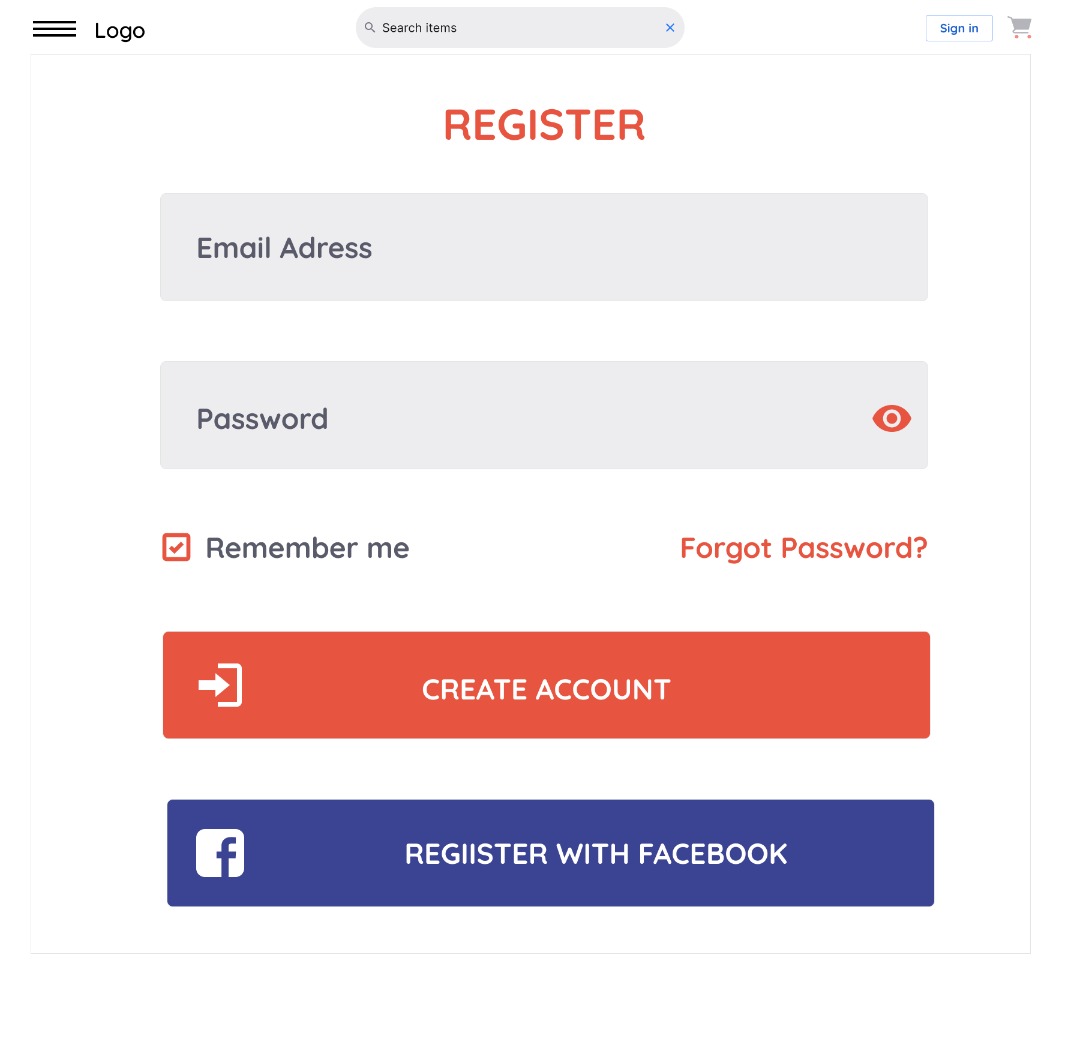 Logo
Search items
Sign in
REGISTER
Email Adress
Password
Remember me
Forgot Password?
CREATE ACCOUNT
REGIISTER WITH FACEBOOK